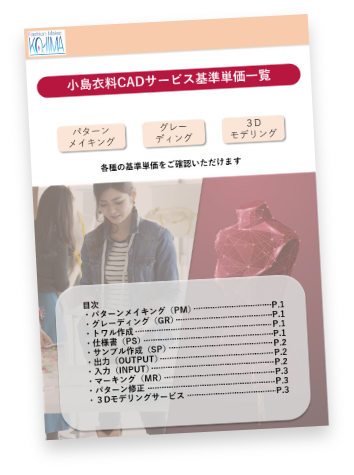 Fashion Make
KOJIMA
小島衣料CADサービス基準単価一覧
パターン
メイキング
グレー
ディング
3D
モデリング
各種の基準単価をご確認いただけます
目次
・パターンメイキング（PM）………………P.1
・グレーディング（GR）………………P.1
・トワル作成………………P.1
・仕様書（PS）………………P.1
・サンプル作成（SP）………………P.2
・出力（OUTPUT）………………P.2
・入力（INPUT）………………P.2
・マーキング（MR）………………P.3
・パターン修正………………P.3
・３Dモデリングサービス………………P.3